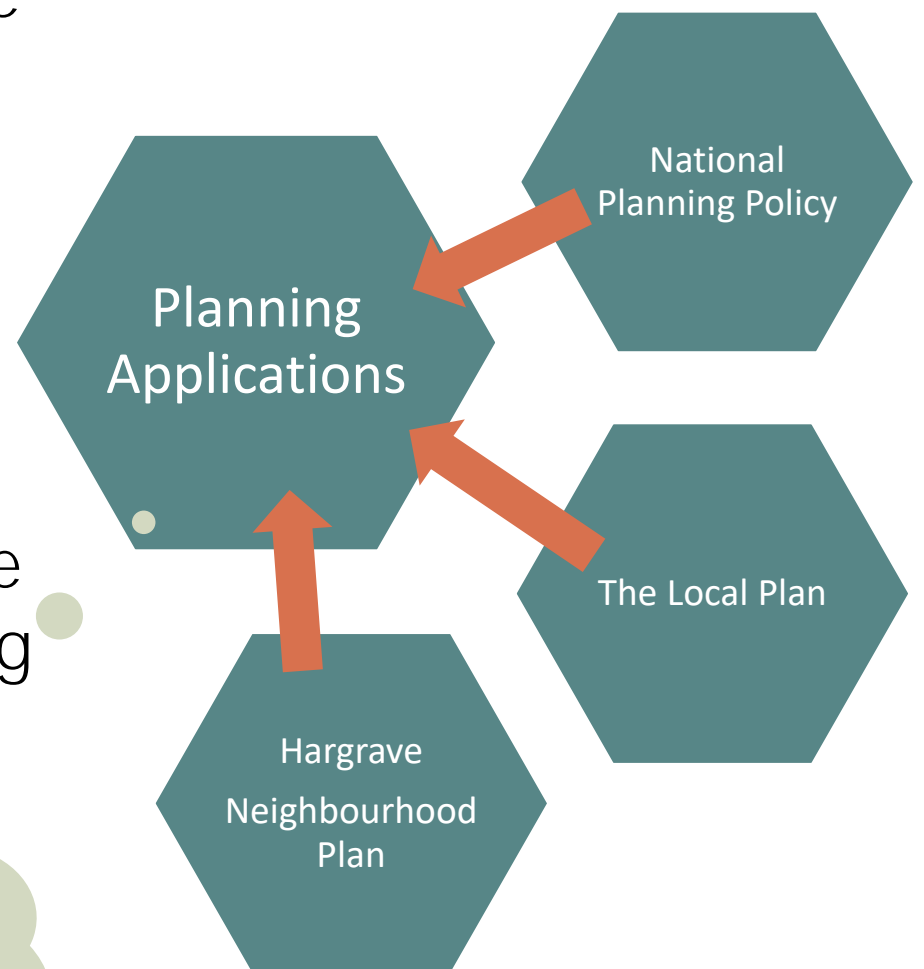 National
Planning Policy
Planning
Applications
The Local Plan
Hargrave
Neighbourhood
Plan